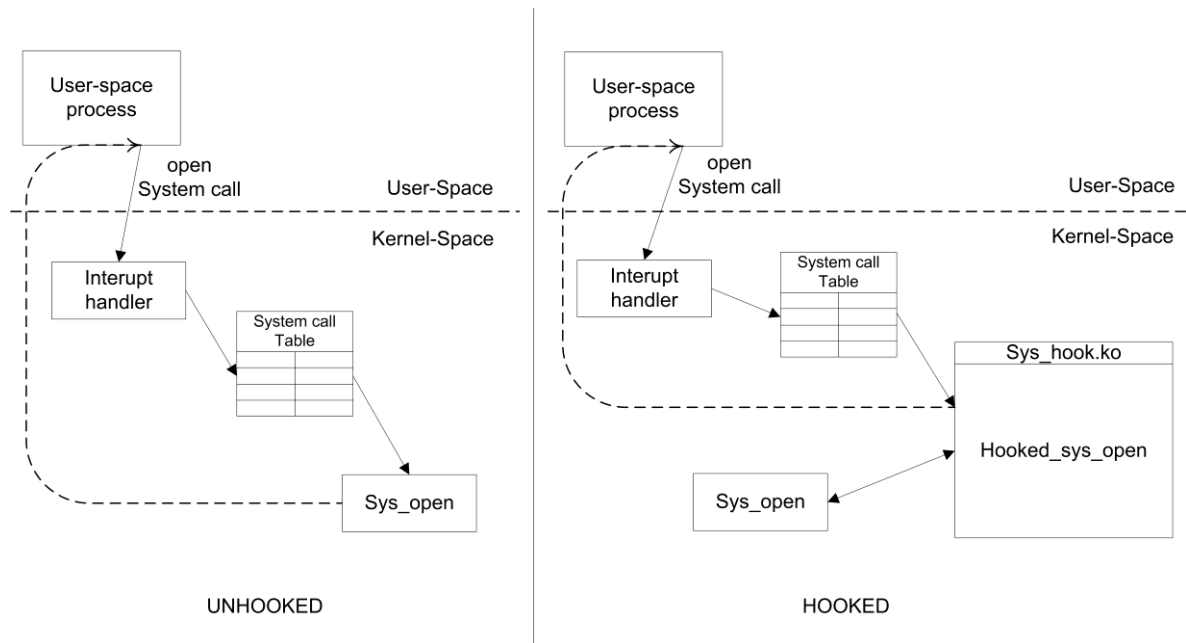 User-space
process
open
System call
User-Space
Kernel-Space
Interupt
handler
System call
Table
Sys_open
UNHOOKED
User-space
process
open
System call
User-Space
Kernel-Space
Interupt
handler
System call
Table
Sys_hook.ko
Hooked_sys_open
Sys_open
HOOKED